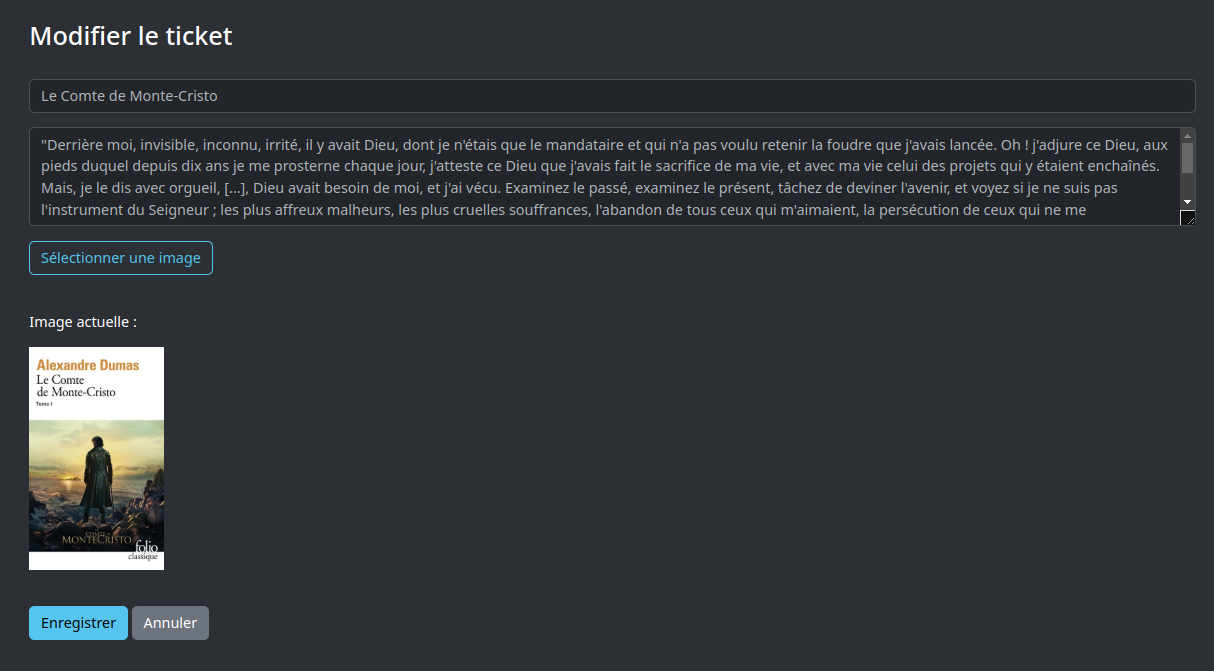 Modifier le ticket
Le Comte de Monte-Cristo
"Derrière moi, invisible, inconnu, irrité, il y avait Dieu, dont je n'étais que le mandataire et qui n'a pas voulu retenir la foudre que j'avais lancée. Oh ! j'adjure ce Dieu, aux
pieds duquel depuis dix ans je me prosterne chaque jour, j'atteste ce Dieu que j'avais fait le sacrifice de ma vie, et avec ma vie celui des projets qui y étaient enchaînés.
Mais, je le dis avec orgueil, [...], Dieu avait besoin de moi, et j'ai vécu. Examinez le passé, examinez le présent, tâchez de deviner l'avenir, et voyez si je ne suis pas
l'instrument du Seigneur ; les plus affreux malheurs, les plus cruelles souffrances, l'abandon de tous ceux qui m'aimaient, la persécution de ceux qui ne me
Sélectionner une image
Image actuelle :
Alexandre Dumas
Le Comte
de Monte-Cristo
Tome I
MONTECRISTO
folio
classique
Enregistrer
Annuler